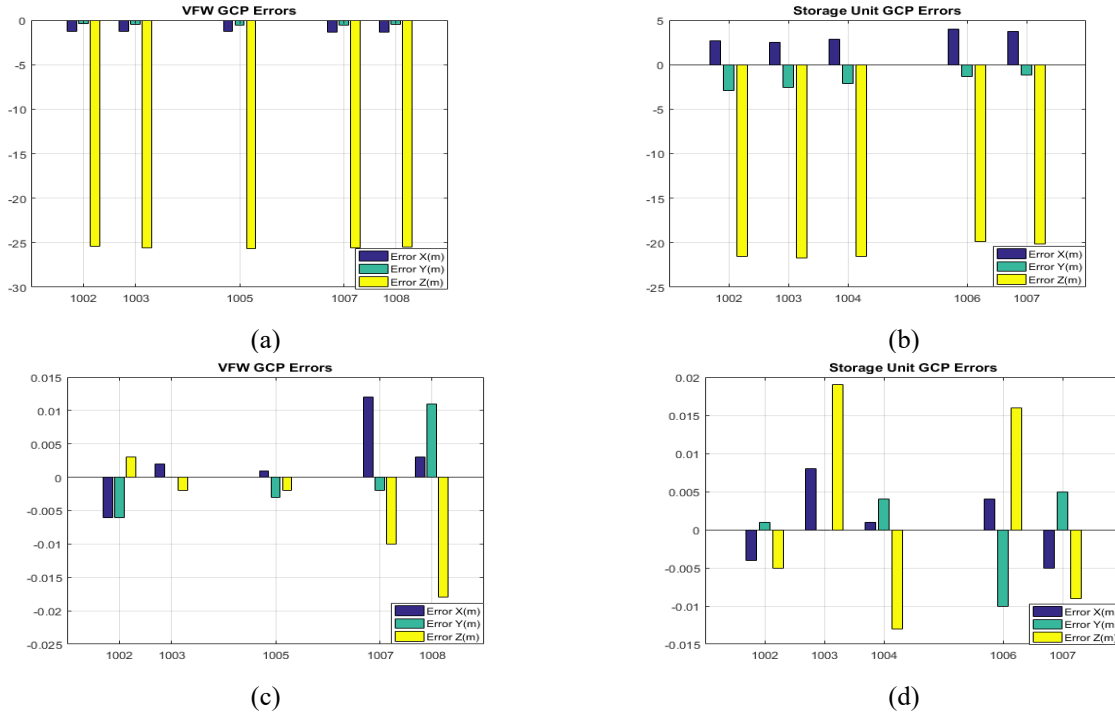 VFW GCP Errors
0
-5
-10
-15
-20
-25
-30
1002 1003 1005 1007 1008
Error X(m)
Error Y(m)
Error Z(m)
(a)
Storage Unit GCP Errors
5
0
-5
-10
-15
-20
-25
1002 1003 1004 1006 1007
Error X(m)
Error Y(m)
Error Z(m)
(b)
VFW GCP Errors
0.015
0.01
0.005
0
-0.005
-0.01
-0.015
-0.02
-0.025
1002 1003 1005 1007 1008
Error X(m)
Error Y(m)
Error Z(m)
(c)
Storage Unit GCP Errors
0.02
0.015
0.01
0.005
0
-0.005
-0.01
-0.015
1002 1003 1004 1006 1007
Error X(m)
Error Y(m)
Error Z(m)
(d)